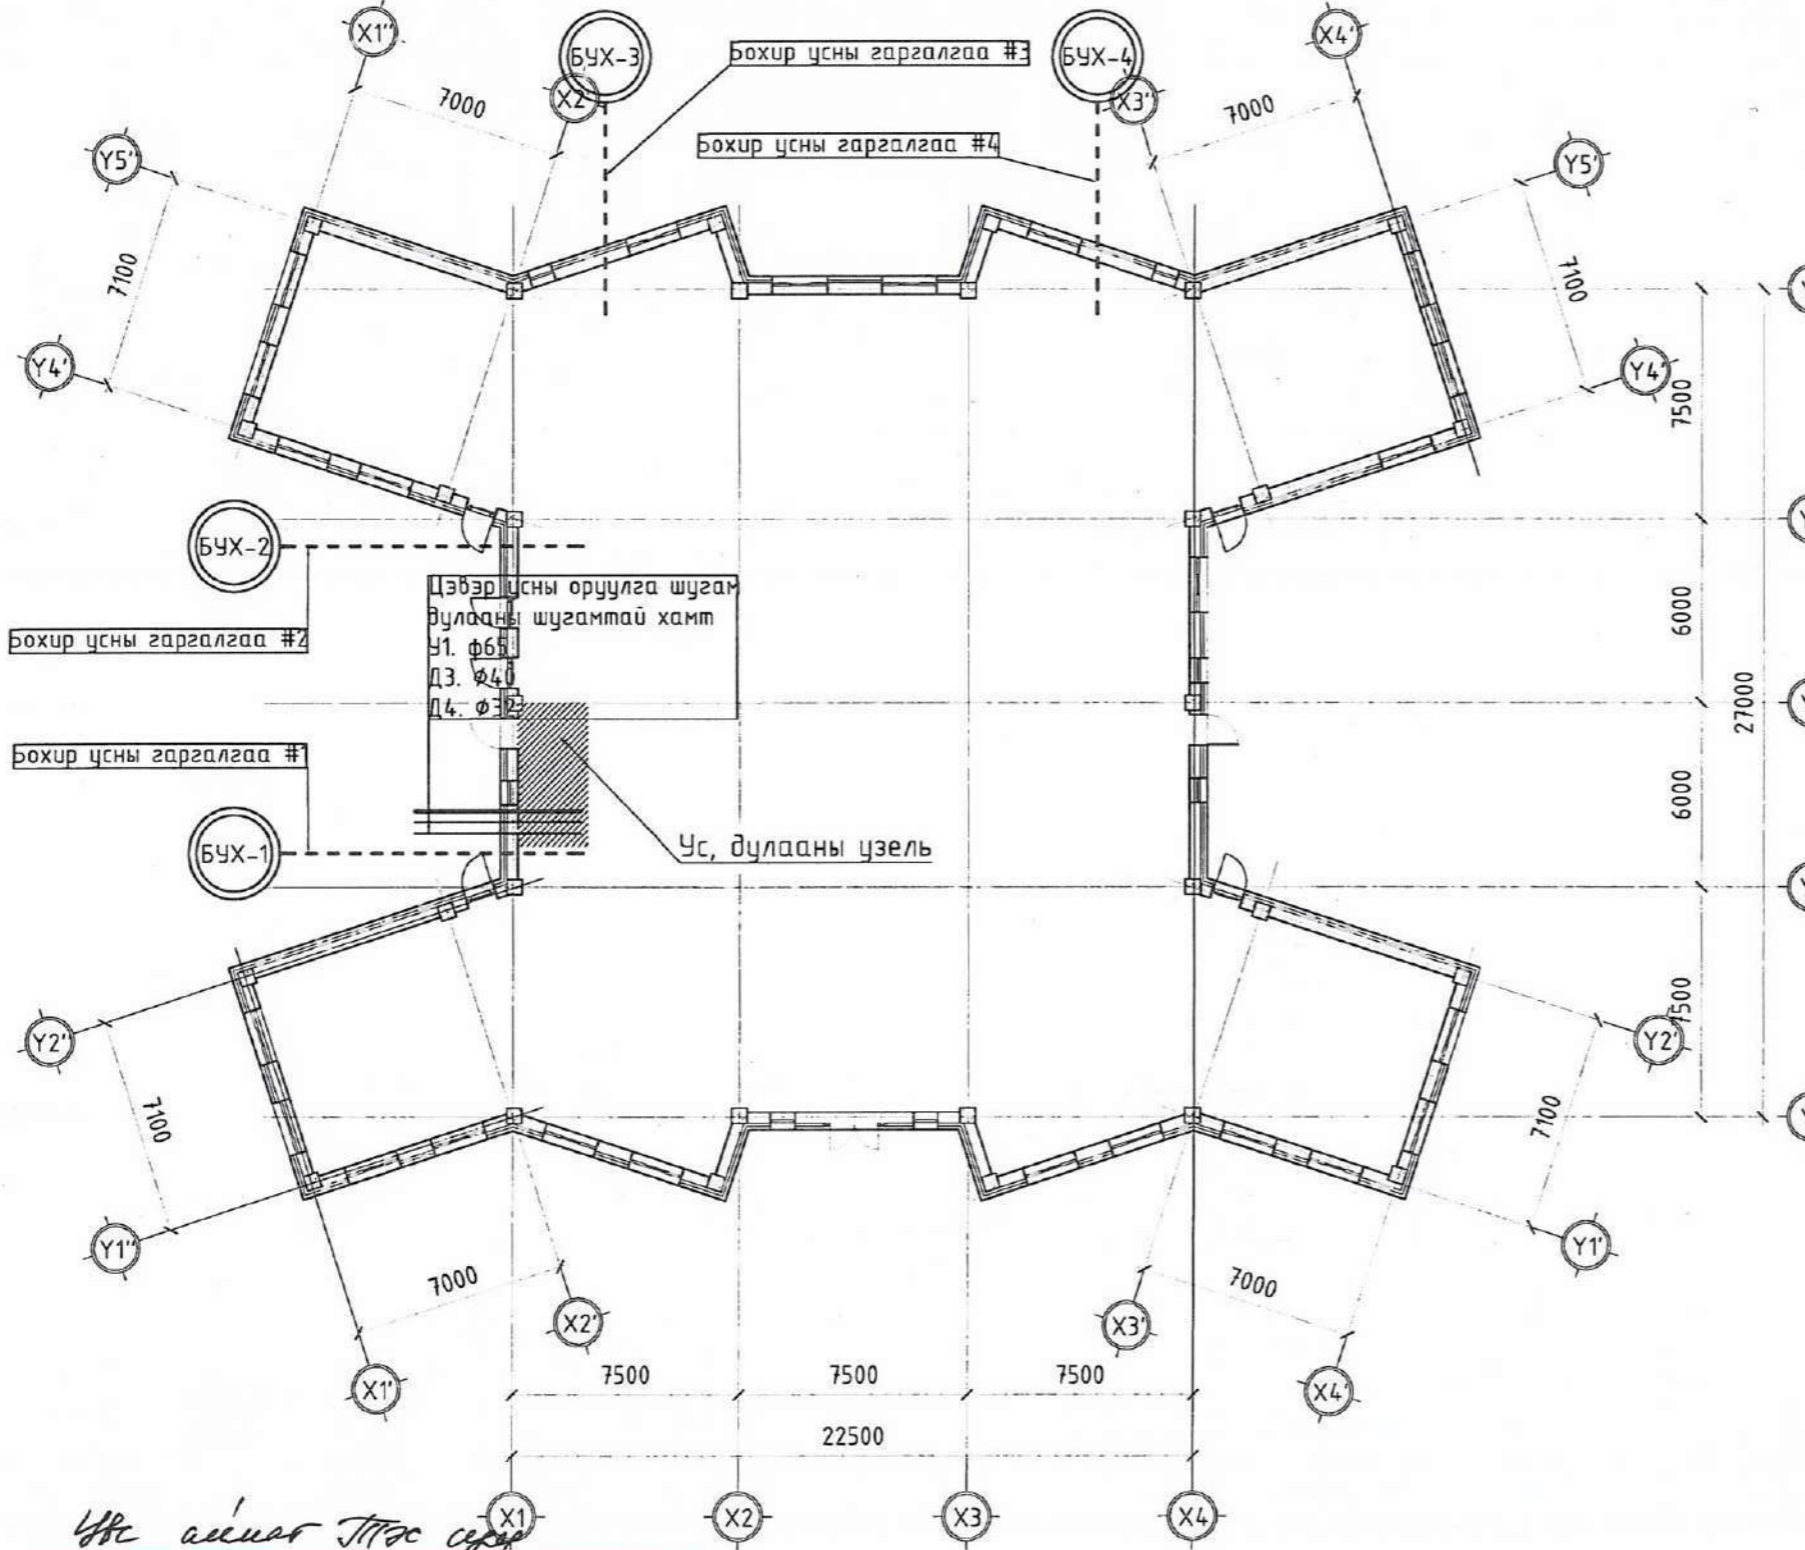 X1''
БУХ-3
Бохир усны гаргалгаа #3
БУХ-4
X4'
7000
X2'
X3''
7000
Бохир усны гаргалгаа #4
Y5'
Y5'
7100
7100
Y4'
Y4'
7500
БУХ-2
Цэвэр усны оруулга шугам
дулааны шугамтай хамт
У1. ф65
Д3. ф40
Д4. ф32
Бохир усны гаргалгаа #2
6000
27000
Бохир усны гаргалгаа #1
6000
БУХ-1
Ус, дулааны узель
7500
Y2''
Y2'
7100
7100
Y1''
Y1'
7000
7000
X2'
X3'
7500
7500
7500
X1'
X4'
22500
X1
X2
X3
X4
Увс аймаг